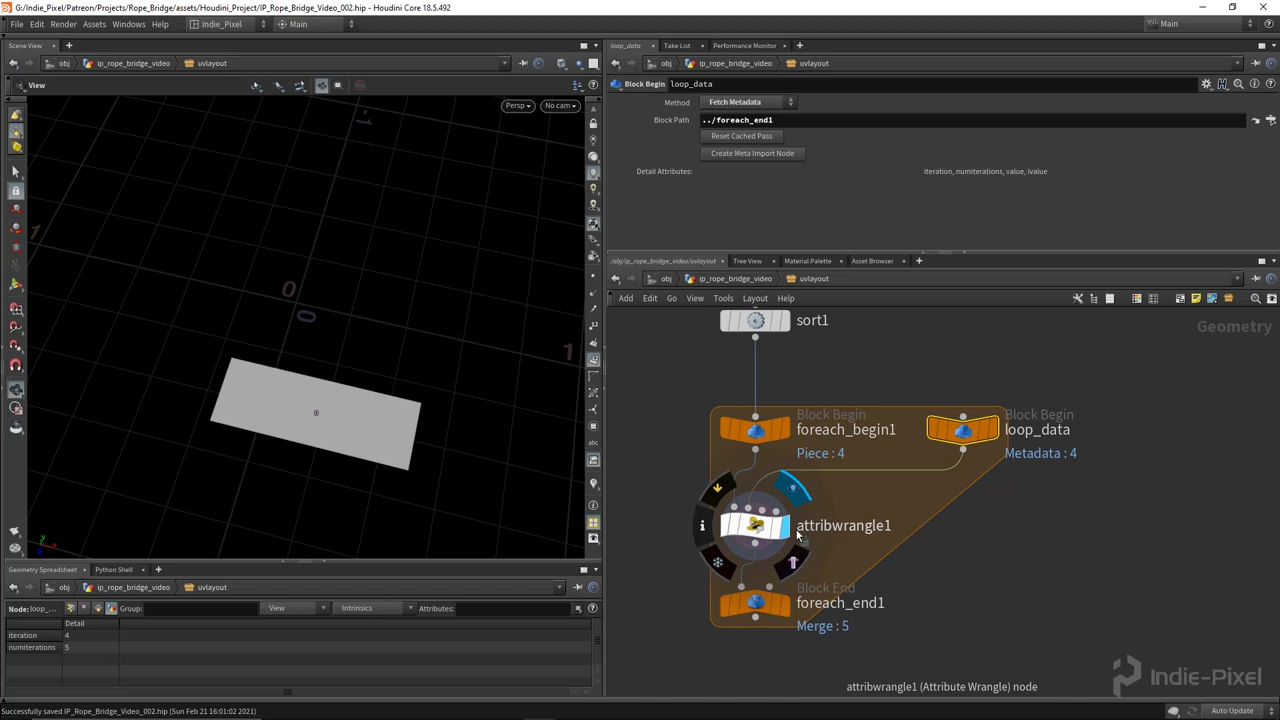 G:/Indie_Pixel/Patreon/Projects/Rope_Bridge/assets/Houdini_Project/IP_Rope_Bridge_Video_002.hip - Houdini Core 18.5.492
File Edit Render Assets Windows Help Indie_Pixel Main Main
Scene View
obj ip_rope_bridge_video uvlayout
View
Persp No cam
-1
1
0
0
1
0
Geometry Spreadsheet Python Shell
obj ip_rope_bridge_video uvlayout
Node: loop_... Group: View Intrinsics Attributes:
Detail
iteration 4
numiterations 5
loop_data Take List Performance Monitor
obj ip_rope_bridge_video uvlayout
Block Begin loop_data
Method Fetch Metadata
Block Path ../foreach_end1
Reset Cached Pass
Create Meta Import Node
Detail Attributes: iteration, numiterations, value, ivalue
/obj/ip_rope_bridge_video/uvlayout Tree View Material Palette Asset Browser
obj ip_rope_bridge_video uvlayout
Add Edit Go View Tools Layout Help
sort1
Geometry
Block Begin
foreach_begin1
Piece : 4
Block Begin
loop_data
Metadata : 4
attribwrangle1
Block End
foreach_end1
Merge : 5
Indie-Pixel
attribwrangle1 (Attribute Wrangle) node
Successfully saved IP_Rope_Bridge_Video_002.hip (Sun Feb 21 16:01:02 2021)
Auto Update